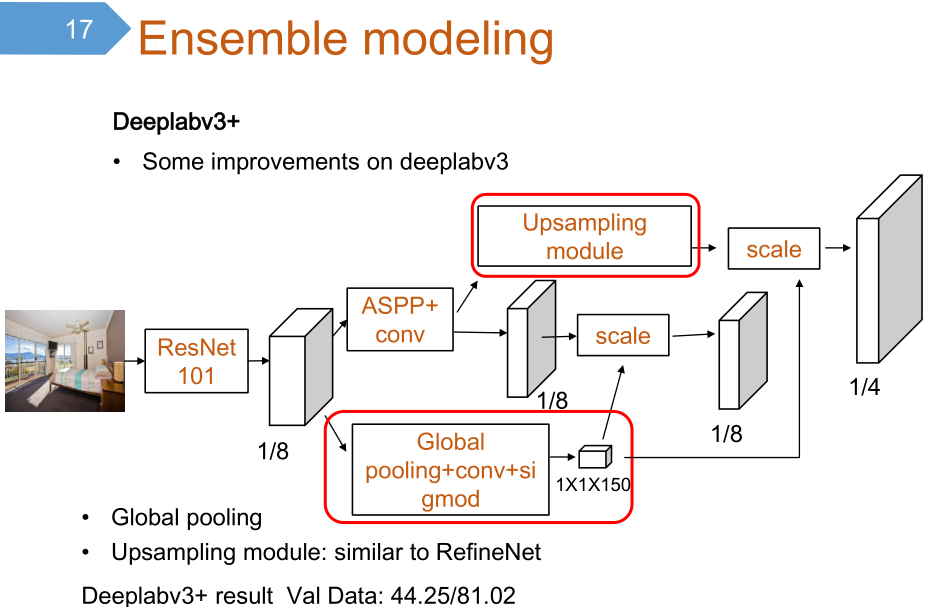 17
Ensemble modeling
Deeplabv3+
• Some improvements on deeplabv3
Upsampling
module
scale
ASPP+
conv
scale
ResNet
101
1/8
1/8
1/8
1/4
Global
pooling+conv+si
gmod
1X1X150
• Global pooling
• Upsampling module: similar to RefineNet
Deeplabv3+ result Val Data: 44.25/81.02